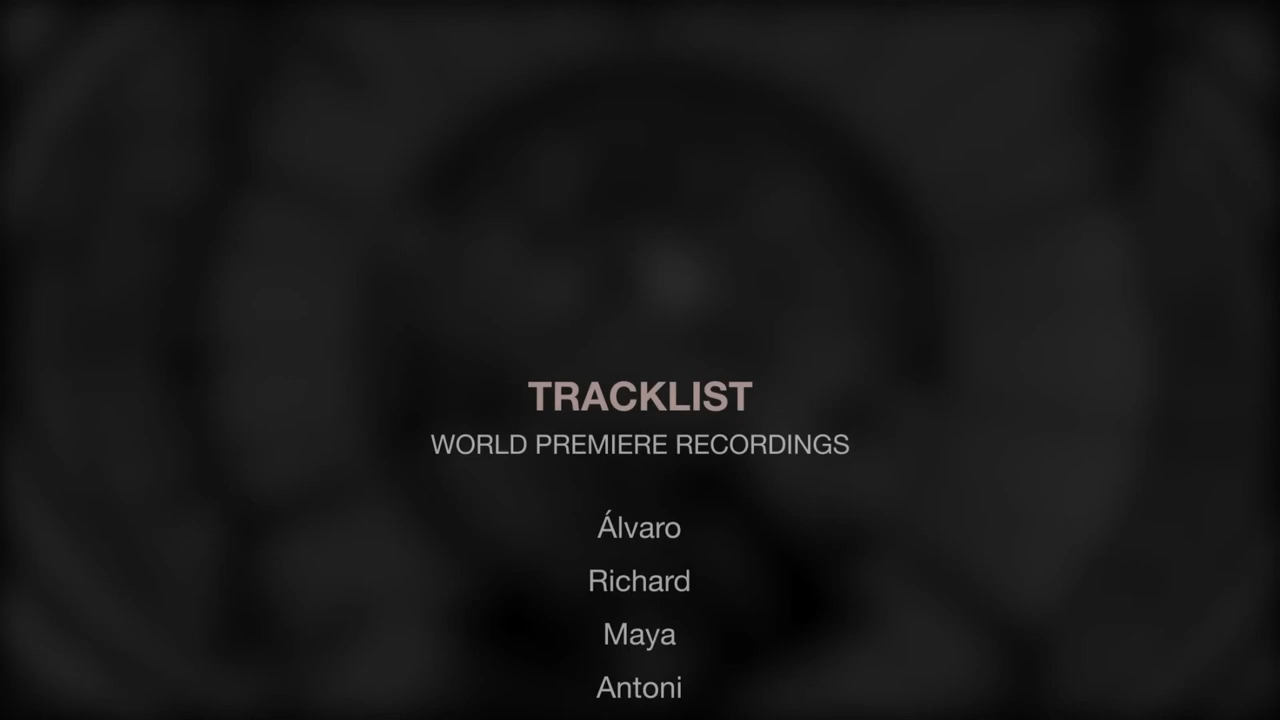 TRACKLIST
WORLD PREMIERE RECORDINGS
Álvaro
Richard
Maya
Antoni